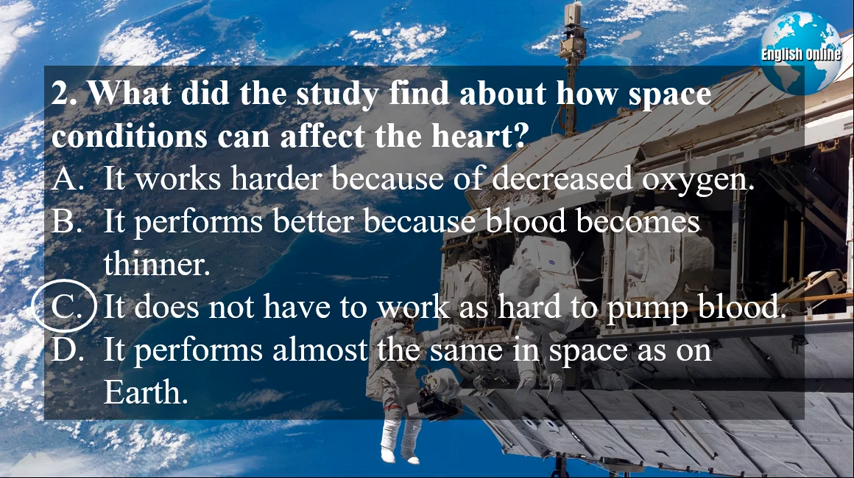 English Online
2. What did the study find about how space
conditions can affect the heart?
A. It works harder because of decreased oxygen.
B. It performs better because blood becomes
thinner.
C. It does not have to work as hard to pump blood.
D. It performs almost the same in space as on
Earth.